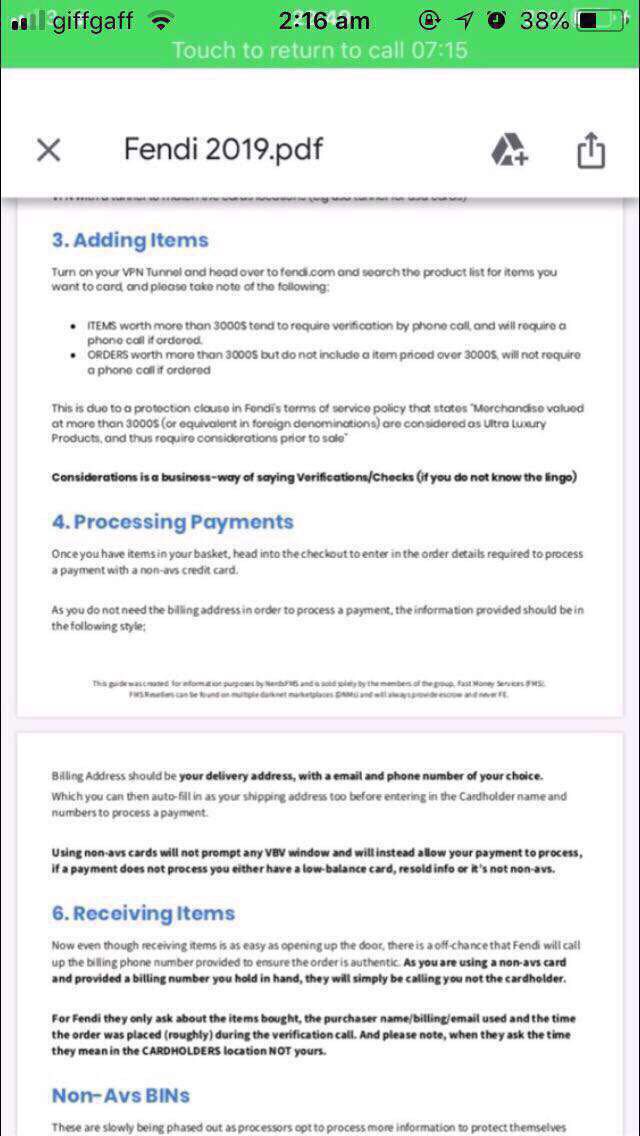 giffgaff 2:16 am 38%
Touch to return to call 07:15
Fendi 2019.pdf
3. Adding Items
Turn on your VPN Tunnel and head over to fendi.com and search the product list for items you
want to card, and please take note of the following:
• ITEMS worth more than 3000$ tend to require verification by phone call, and will require a
phone call if ordered.
• ORDERS worth more than 3000$ but do not include a item priced over 3000$, will not require
a phone call if ordered
This is due to a protection clause in Fendi's terms of service policy that states "Merchandise valued
at more than 3000$ (or equivalent in foreign denominations) are considered as Ultra Luxury
Products, and thus require considerations prior to sale"
Considerations is a business-way of saying Verifications/Checks (if you do not know the lingo)
4. Processing Payments
Once you have items in your basket, head into the checkout to enter in the order details required to process
a payment with a non-avs credit card.
As you do not need the billing address in order to process a payment, the information provided should be in
the following style;
This guide was created for information purposes by NerdsFMS and is sold solely by the members of the group, Fast Money Services (FMS).
FMS Resellers can be found on multiple darknet marketplaces (DNMs) and will always provide escrow and never FE.
Billing Address should be your delivery address, with a email and phone number of your choice.
Which you can then auto-fill in as your shipping address too before entering in the Cardholder name and
numbers to process a payment.
Using non-avs cards will not prompt any VBV window and will instead allow your payment to process,
if a payment does not process you either have a low-balance card, resold info or it's not non-avs.
6. Receiving Items
Now even though receiving items is as easy as opening up the door, there is a off-chance that Fendi will call
up the billing phone number provided to ensure the order is authentic. As you are using a non-avs card
and provided a billing number you hold in hand, they will simply be calling you not the cardholder.
For Fendi they only ask about the items bought, the purchaser name/billing/email used and the time
the order was placed (roughly) during the verification call. And please note, when they ask the time
they mean in the CARDHOLDERS location NOT yours.
Non-Avs BINs
These are slowly being phased out as processors opt to process more information to protect themselves